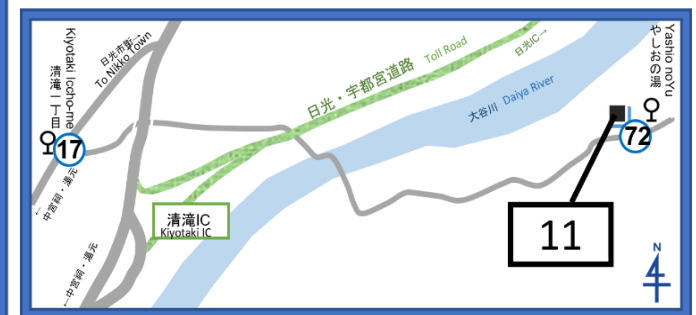 日光市街→
To Nikko Town
Kiyotaki Iccho-me
清滝一丁目
17
←中宮祠・湯元
←中宮祠・湯元
清滝IC
Kiyotaki IC
日光・宇都宮道路 Toll Road
日光IC→
大谷川 Daiya River
Yashio noYu
やしおの湯
72
11
N